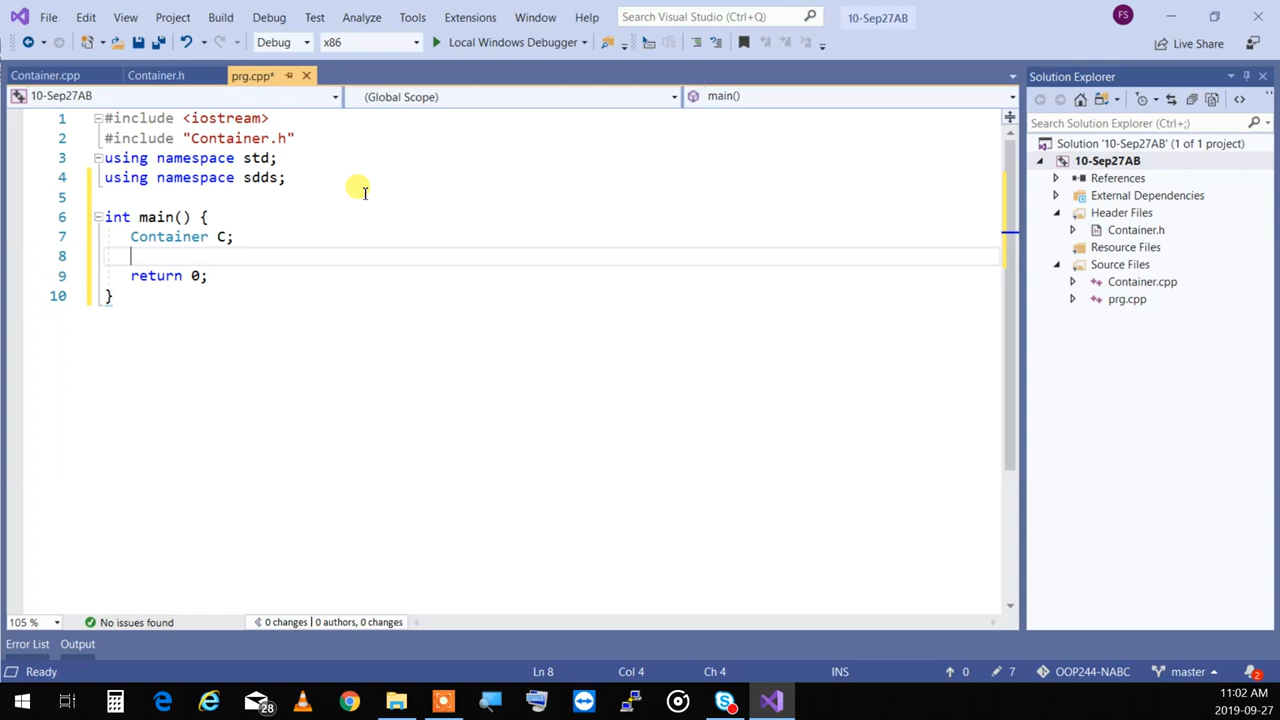 File Edit View Project Build Debug Test Analyze Tools Extensions Window Help Search Visual Studio (Ctrl+Q) 10-Sep27AB FS
Debug x86 Local Windows Debugger Live Share
Container.cpp Container.h prg.cpp* Solution Explorer
10-Sep27AB (Global Scope) main()
Search Solution Explorer (Ctrl+;)
1 #include <iostream>
2 #include "Container.h"
3 using namespace std;
4 using namespace sdds;
5
6 int main() {
7 Container C;
8
9 return 0;
10 }
Solution '10-Sep27AB' (1 of 1 project)
10-Sep27AB
References
External Dependencies
Header Files
Container.h
Resource Files
Source Files
Container.cpp
prg.cpp
105 % No issues found 0 changes | 0 authors, 0 changes
Error List Output
Ready Ln 8 Col 4 Ch 4 INS 0 7 OOP244-NABC master 2
28
11:02 AM
2019-09-27